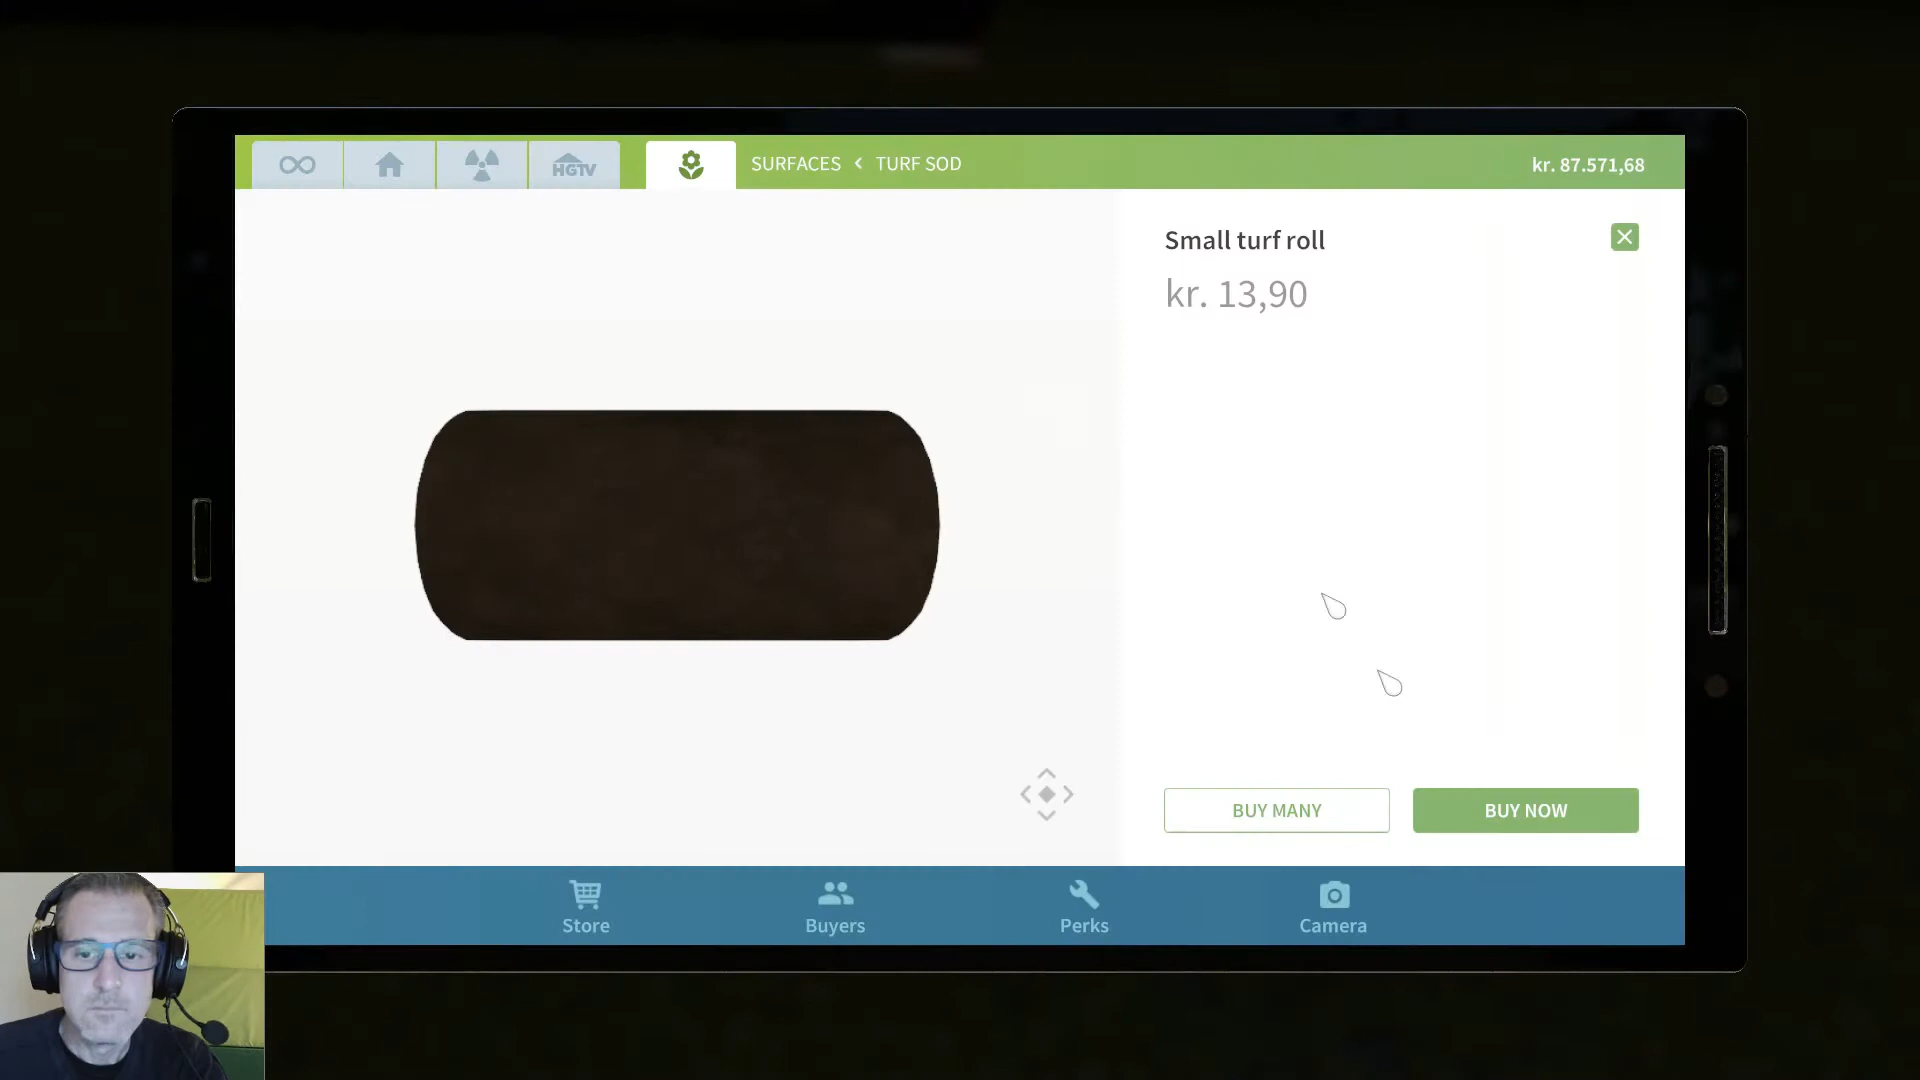 HGTV
SURFACES < TURF SOD
kr. 87.571,68
Small turf roll
kr. 13,90
BUY MANY
BUY NOW
Store
Buyers
Perks
Camera